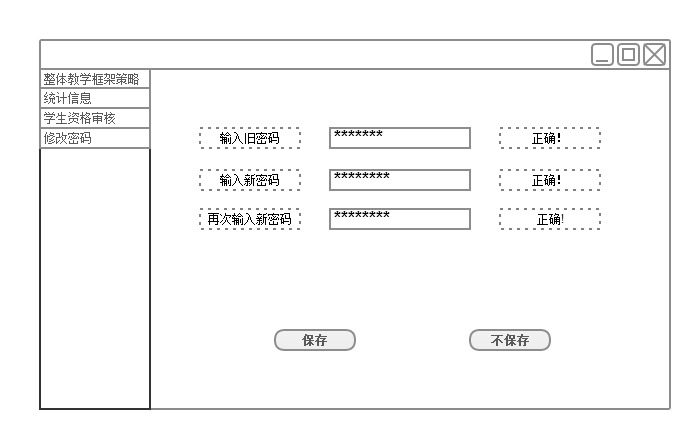 整体教学框架策略
统计信息
学生资格审核
修改密码
输入旧密码 ******* 正确!
输入新密码 ******** 正确!
再次输入新密码 ******** 正确!
保存 不保存